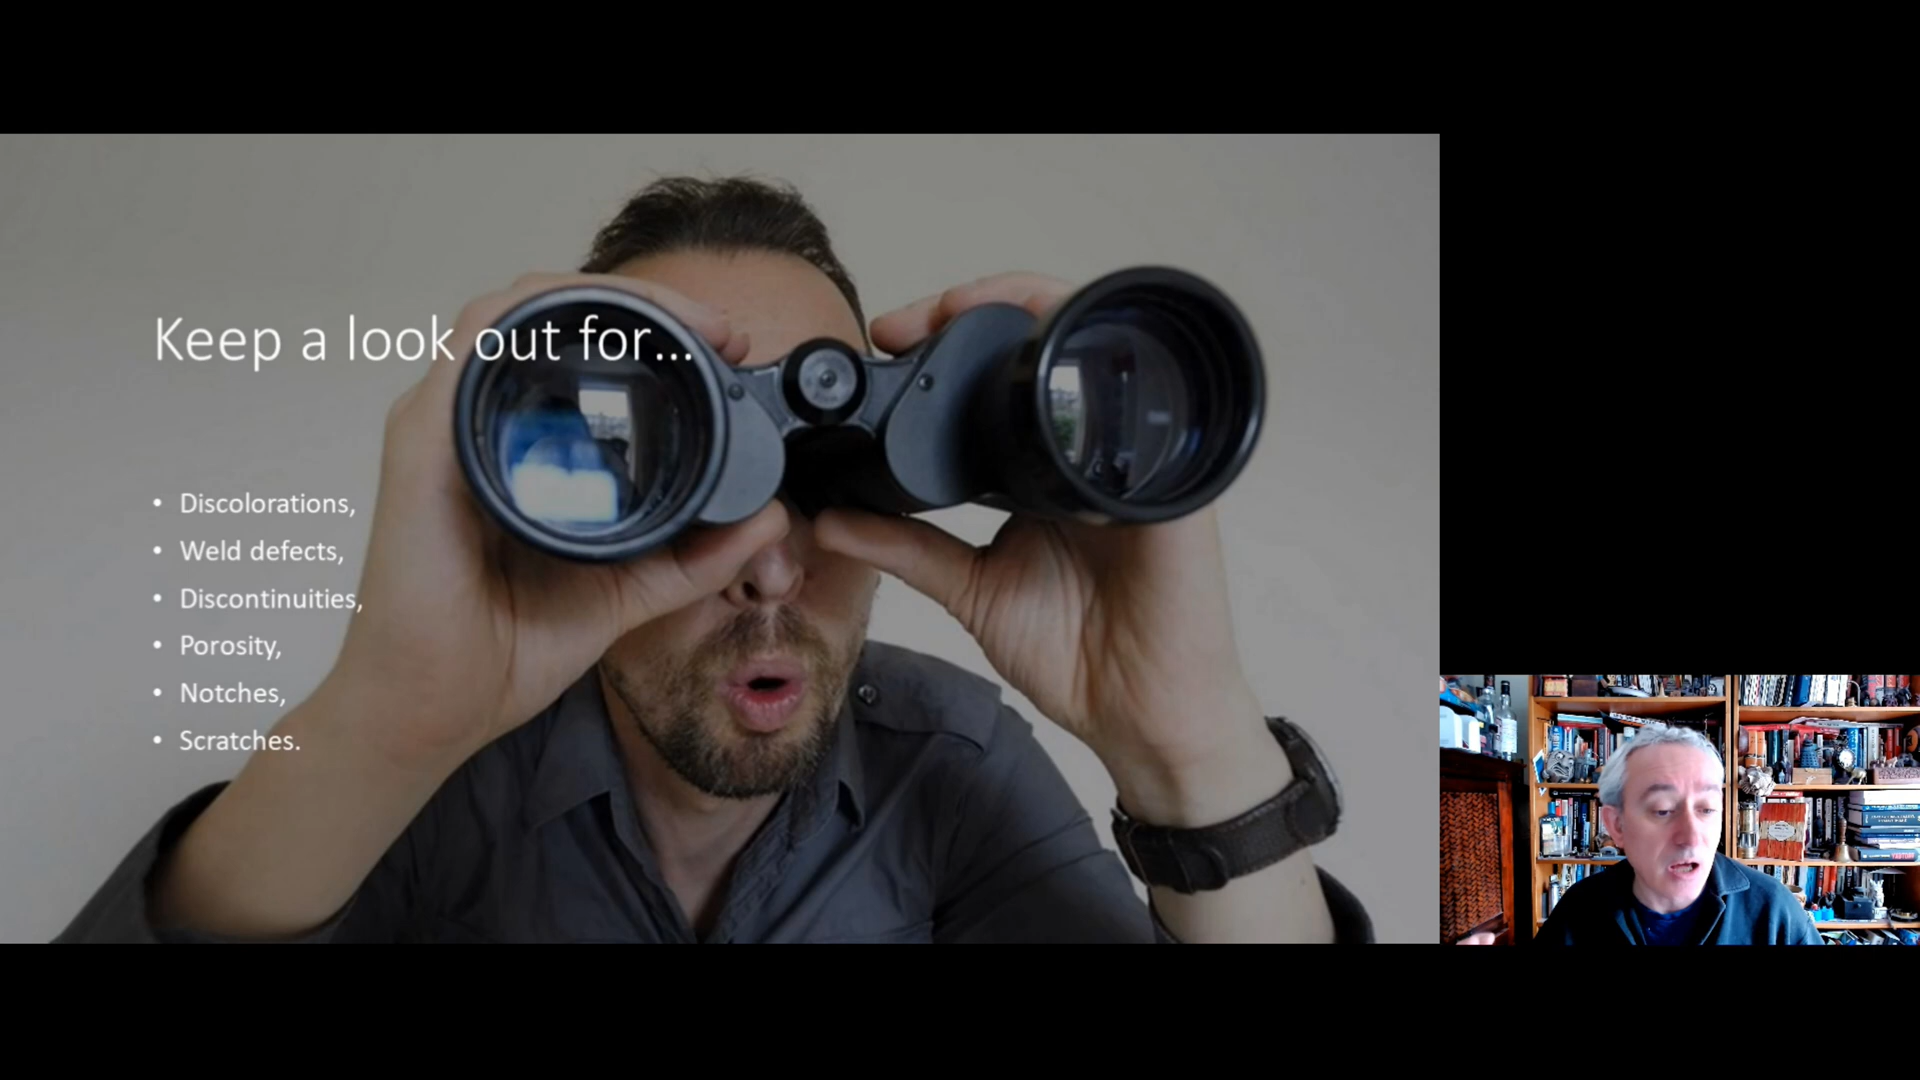 Keep a look out for...
• Discolorations,
• Weld defects,
• Discontinuities,
• Porosity,
• Notches,
• Scratches.